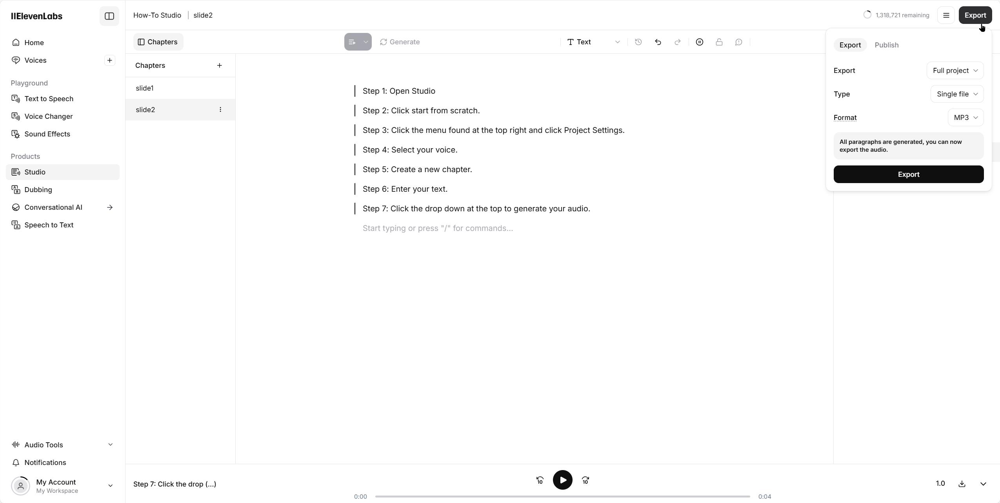 IIElevenLabs
Home
Voices
Playground
Text to Speech
Voice Changer
Sound Effects
Products
Studio
Dubbing
Conversational AI
Speech to Text
Audio Tools
Notifications
My Account
My Workspace
How-To Studio | slide2
1,318,721 remaining
Export
Chapters
Generate
Text
Chapters
slide1
slide2
Step 1: Open Studio
Step 2: Click start from scratch.
Step 3: Click the menu found at the top right and click Project Settings.
Step 4: Select your voice.
Step 5: Create a new chapter.
Step 6: Enter your text.
Step 7: Click the drop down at the top to generate your audio.
Start typing or press "/" for commands...
Export Publish
Export Full project
Type Single file
Format MP3
All paragraphs are generated, you can now
export the audio.
Export
Step 7: Click the drop (...)
10 10
1.0
0:00 0:04